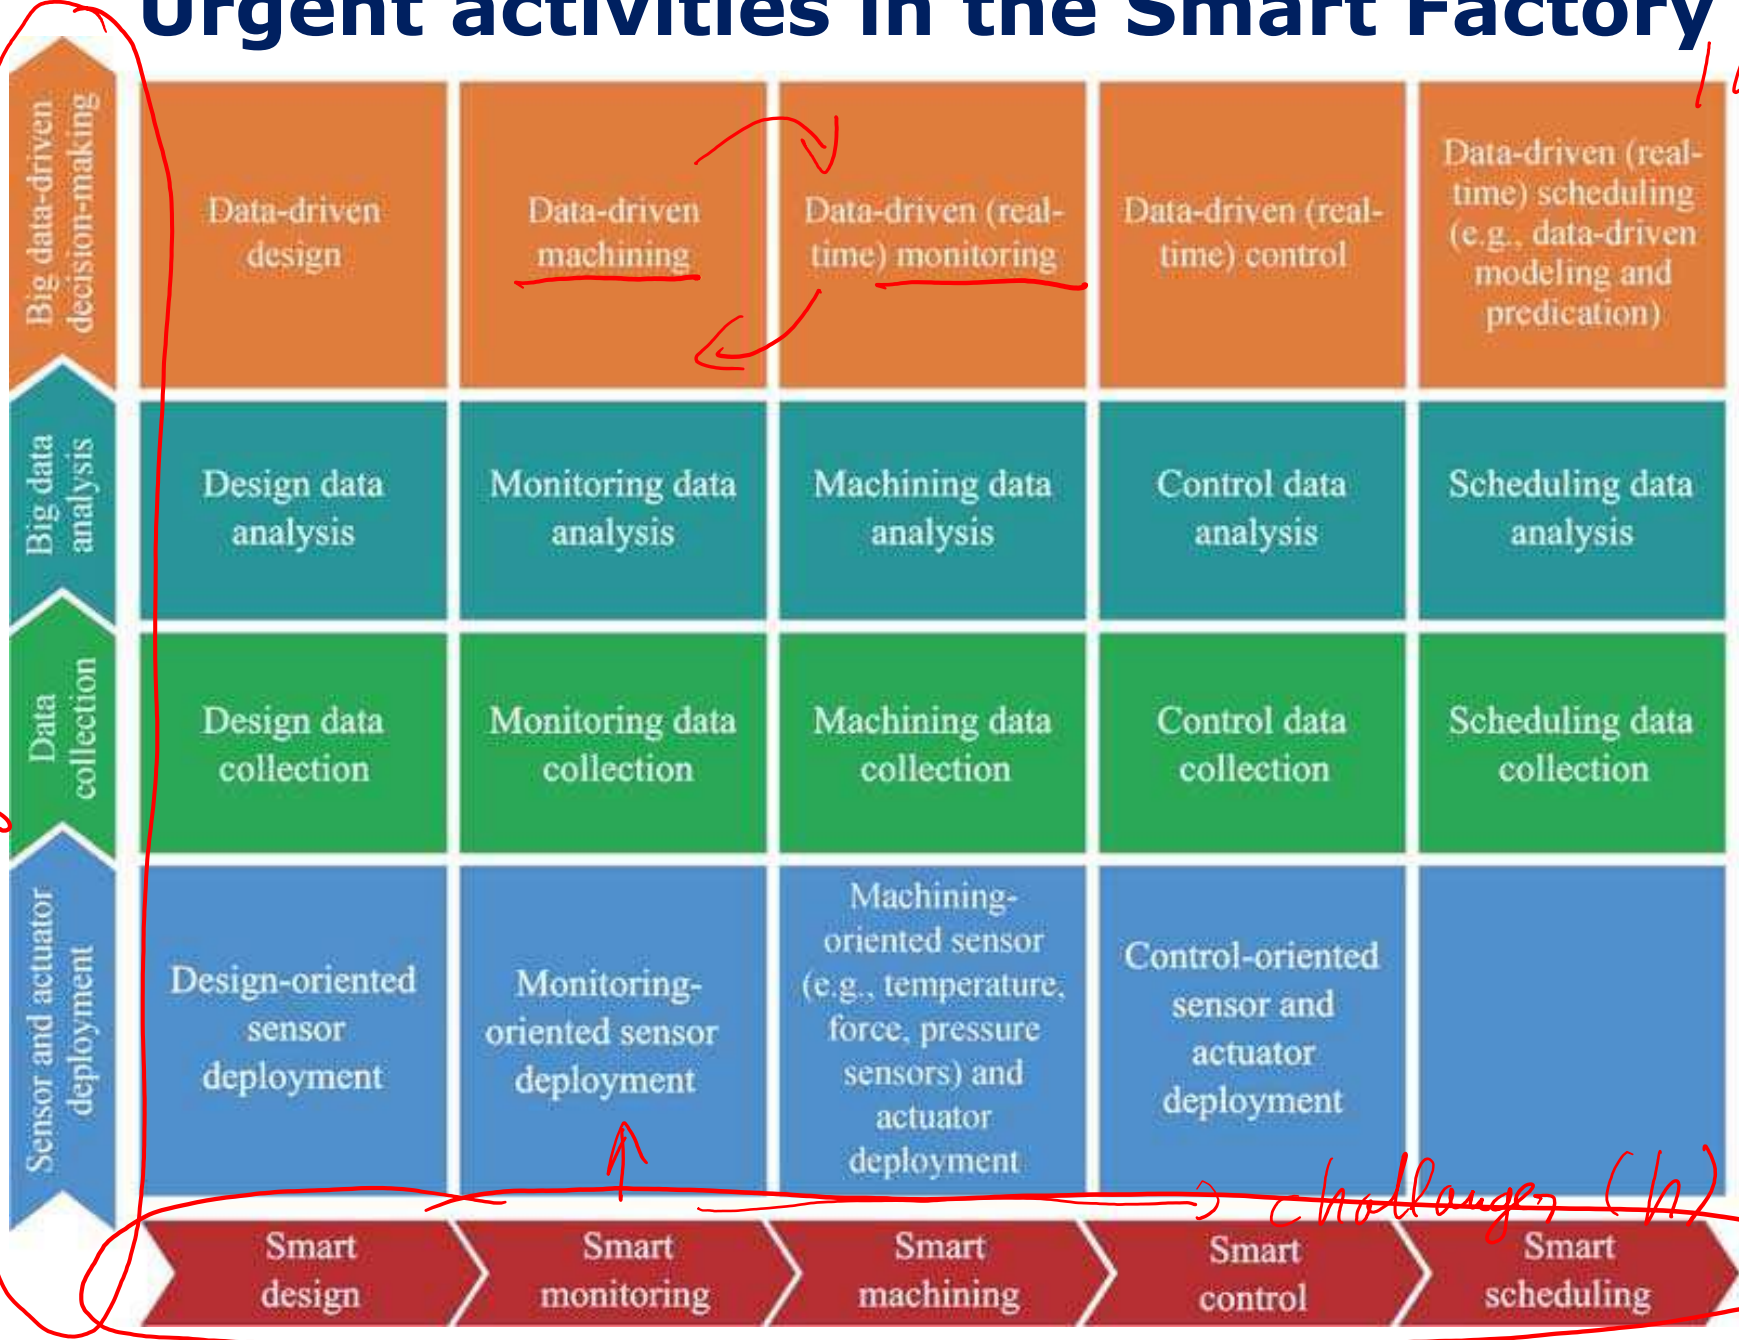 Urgent activities in the Smart Factory
Big data-driven
decision-making
Data-driven
design
Data-driven
machining
Data-driven (real-
time) monitoring
Data-driven (real-
time) control
Data-driven (real-
time) scheduling
(e.g., data-driven
modeling and
predication)
Big data
analysis
Design data
analysis
Monitoring data
analysis
Machining data
analysis
Control data
analysis
Scheduling data
analysis
Data
collection
Design data
collection
Monitoring data
collection
Machining data
collection
Control data
collection
Scheduling data
collection
Sensor and actuator
deployment
Design-oriented
sensor
deployment
Monitoring-
oriented sensor
deployment
Machining-
oriented sensor
(e.g., temperature,
force, pressure
sensors) and
actuator
deployment
Control-oriented
sensor and
actuator
deployment
(h)
Smart
design
Smart
monitoring
Smart
machining
Smart
control
Smart
scheduling